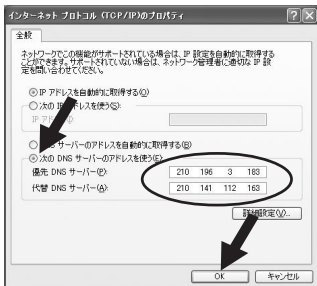 インターネット プロトコル (TCP/IP)のプロパティ
全般
ネットワークでこの機能がサポートされている場合は、IP 設定を自動的に取得する
ことができます。サポートされていない場合は、ネットワーク管理者に適切な IP 設
定を問い合わせてください。
IP アドレスを自動的に取得する(O)
次の IP アドレスを使う(S):
IP アドレス(I):
DNS サーバーのアドレスを自動的に取得する(B)
次の DNS サーバーのアドレスを使う(E):
優先 DNS サーバー(P): 210 196 3 183
代替 DNS サーバー(A): 210 141 112 163
詳細設定(V)...
OK キャンセル